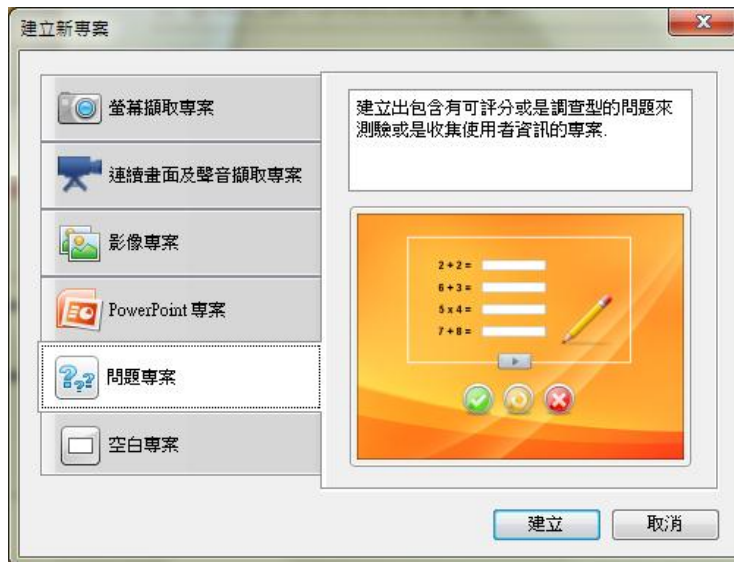 建立新專案
螢幕擷取專案
連續畫面及聲音擷取專案
影像專案
PowerPoint 專案
問題專案
空白專案
建立出包含有可評分或是調查型的問題來
測驗或是收集使用者資訊的專案.
2 + 2 =
6 + 3 =
5 x 4 =
7 + 8 =
建立
取消